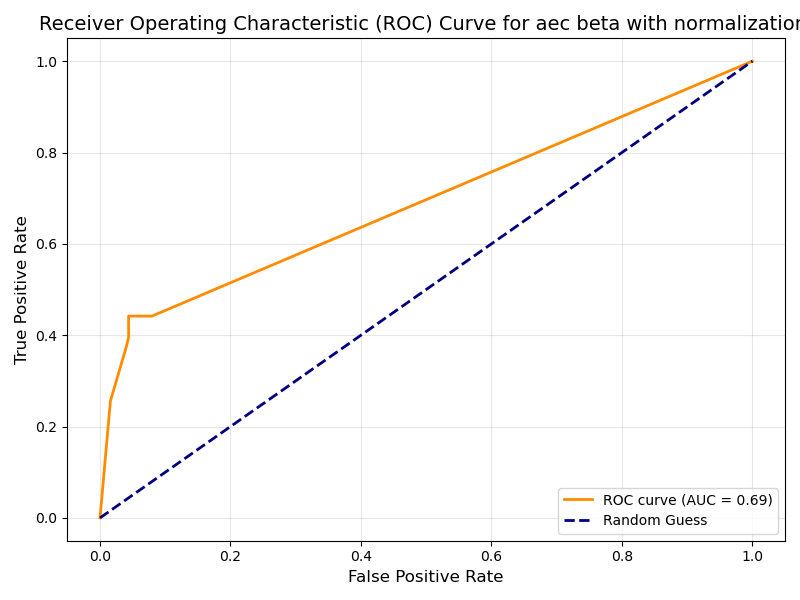 Receiver Operating Characteristic (ROC) Curve for aec beta with normalization
1.0
0.8
0.6
0.4
0.2
0.0
True Positive Rate
0.0 0.2 0.4 0.6 0.8 1.0
False Positive Rate
ROC curve (AUC = 0.69)
Random Guess